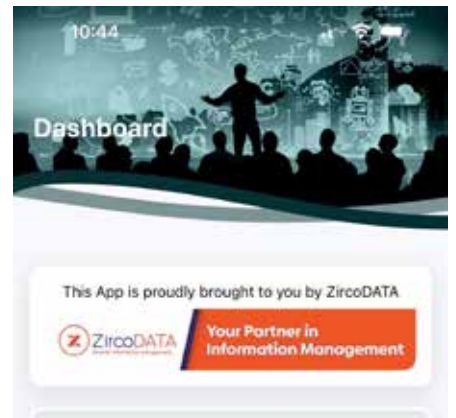 10:44
Dashboard
This App is proudly brought to you by ZircoDATA
ZircoDATA
Your Partner in
Information Management